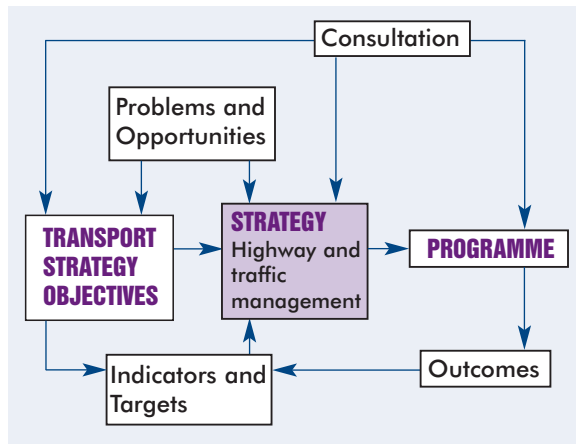 Consultation
Problems and
Opportunities
TRANSPORT
STRATEGY
OBJECTIVES
STRATEGY
Highway and
traffic
management
PROGRAMME
Indicators and
Targets
Outcomes